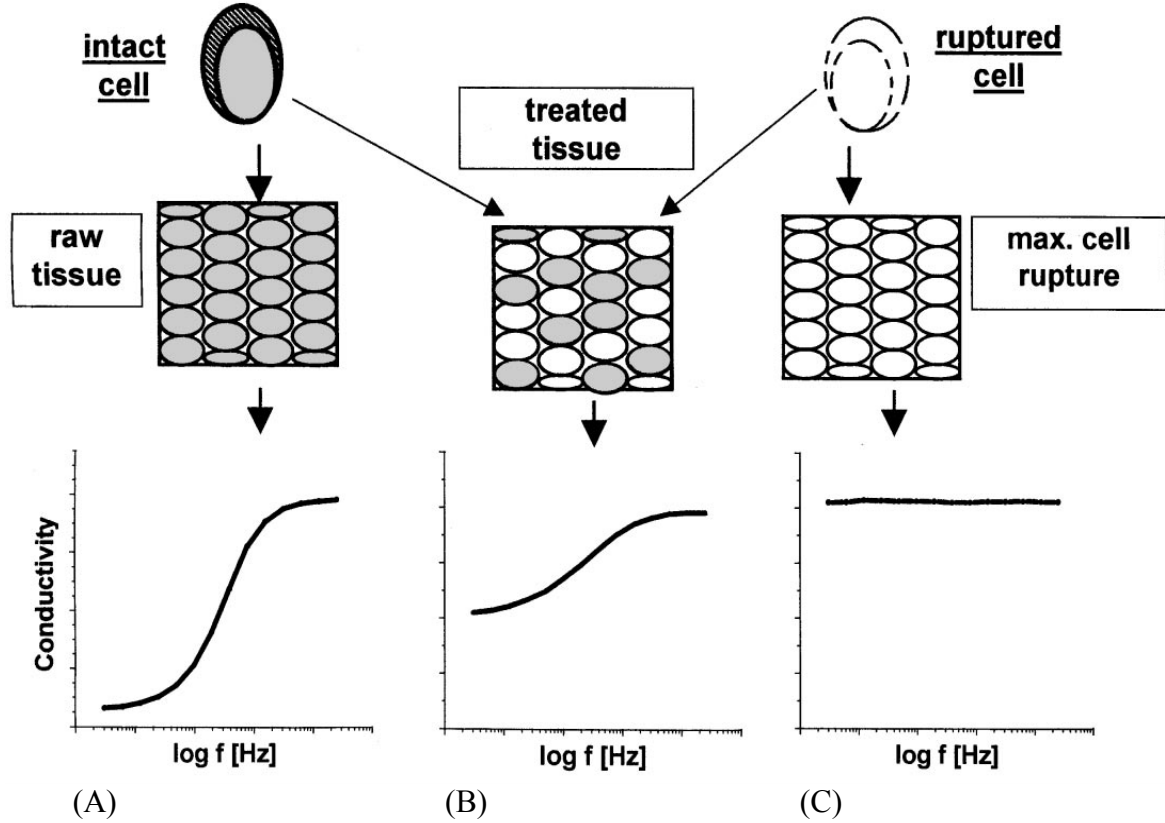 intact
cell
ruptured
cell
treated
tissue
raw
tissue
max. cell
rupture
Conductivity
log f [Hz]
log f [Hz]
log f [Hz]
(A)
(B)
(C)